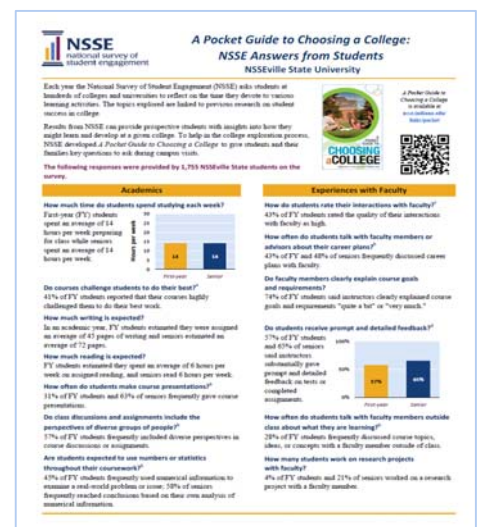 NSSE
national survey of
student engagement
A Pocket Guide to Choosing a College:
NSSE Answers from Students
NSSEville State University
Each year the National Survey of Student Engagement (NSSE) asks students at
hundreds of colleges and universities to reflect on the time they devote to various
learning activities. The topics explored are linked to previous research on student
success in college.
Results from NSSE can provide prospective students with insights into how they
might learn and develop at a given college. To help in the college exploration process,
NSSE developed A Pocket Guide to Choosing a College to give students and their
families key questions to ask during campus visits.
The following responses were provided by 1,755 NSSEville State students on the
survey.
CHOOSING
a COLLEGE
A Pocket Guide to
Choosing a College
is available at
Academics
How much time do students spend studying each week?
First-year (FY) students
spent an average of 14
hours per week preparing
for class while seniors
spent an average of 14
hours per week.
Hours per week
30
25
20
15
10
5
0
14
14
First-year
Senior
Do courses challenge students to do their best?
41% of FY students reported that their courses highly
challenged them to do their best work.
How much writing is expected?
In an academic year, FY students estimated they were assigned
an average of 45 pages of writing and seniors estimated an
average of 72 pages.
How much reading is expected?
FY students estimated they spent an average of 6 hours per
week on assigned reading, and seniors read 6 hours per week.
How often do students make course presentations?
31% of FY students and 63% of seniors frequently gave course
presentations.
Do class discussions and assignments include the
perspectives of diverse groups of people?
57% of FY students frequently included diverse perspectives in
course discussions or assignments.
Are students expected to use numbers or statistics
throughout their coursework?
45% of FY students frequently used numerical information to
examine a real-world problem or issue; 58% of seniors
frequently reached conclusions based on their own analysis of
numerical information.
Experiences with Faculty
How do students rate their interactions with faculty?
43% of FY students rated the quality of their interactions
with faculty as high.
How often do students talk with faculty members or
advisors about their career plans?
43% of FY and 48% of seniors frequently discussed career
plans with faculty.
Do faculty members clearly explain course goals
and requirements?
74% of FY students said instructors clearly explained course
goals and requirements "quite a bit" or "very much."
Do students receive prompt and detailed feedback?
57% of FY students
and 65% of seniors
said instructors
substantially gave
prompt and detailed
feedback on tests or
completed
assignments.
100%
50%
0%
57%
65%
First-year
Senior
How often do students talk with faculty members outside
class about what they are learning?
28% of FY students frequently discussed course topics,
ideas, or concepts with a faculty member outside of class.
How many students work on research projects
with faculty?
4% of FY students and 21% of seniors worked on a research
project with a faculty member.